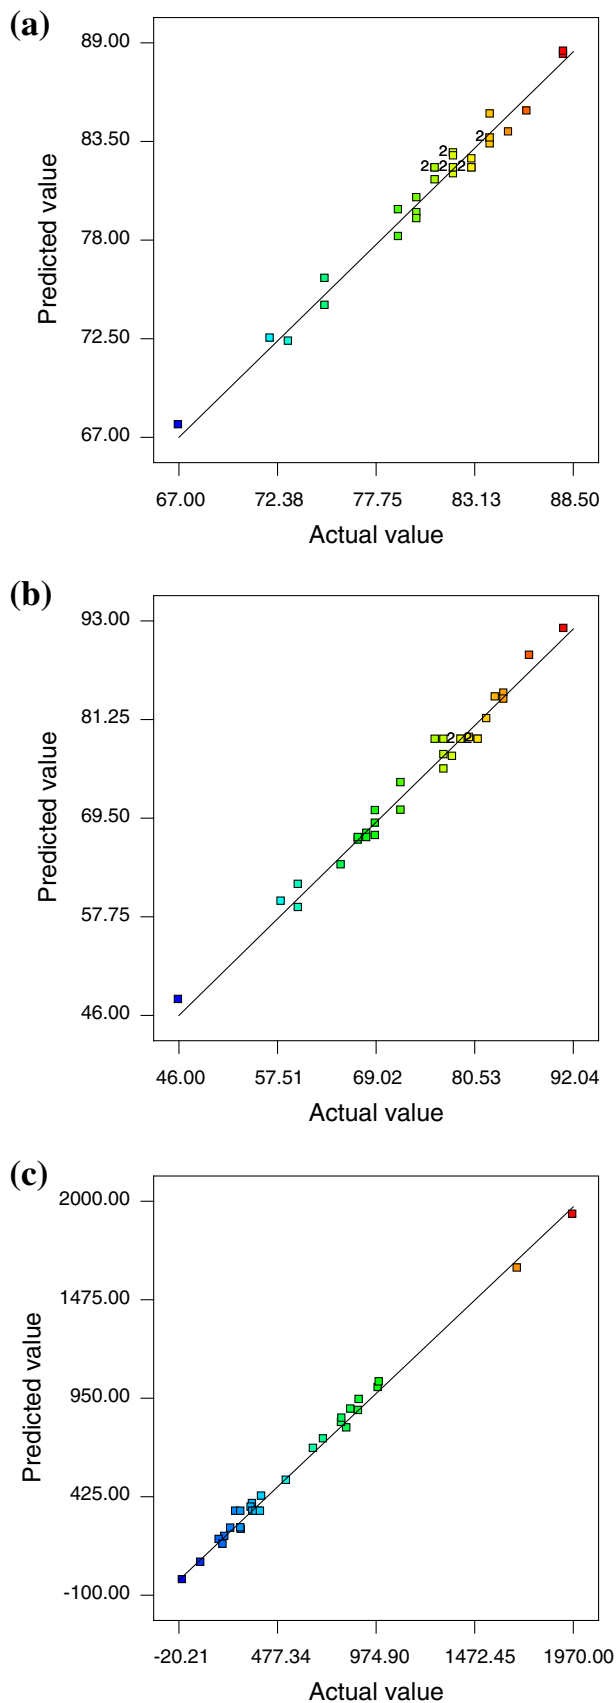 (a)
89.00
83.50
78.00
72.50
67.00
Predicted value
2
2
2 2 2
67.00 72.38 77.75 83.13 88.50
Actual value
(b)
93.00
81.25
69.50
57.75
46.00
Predicted value
2 2
46.00 57.51 69.02 80.53 92.04
Actual value
(c)
2000.00
1475.00
950.00
425.00
-100.00
Predicted value
-20.21 477.34 974.90 1472.45 1970.00
Actual value